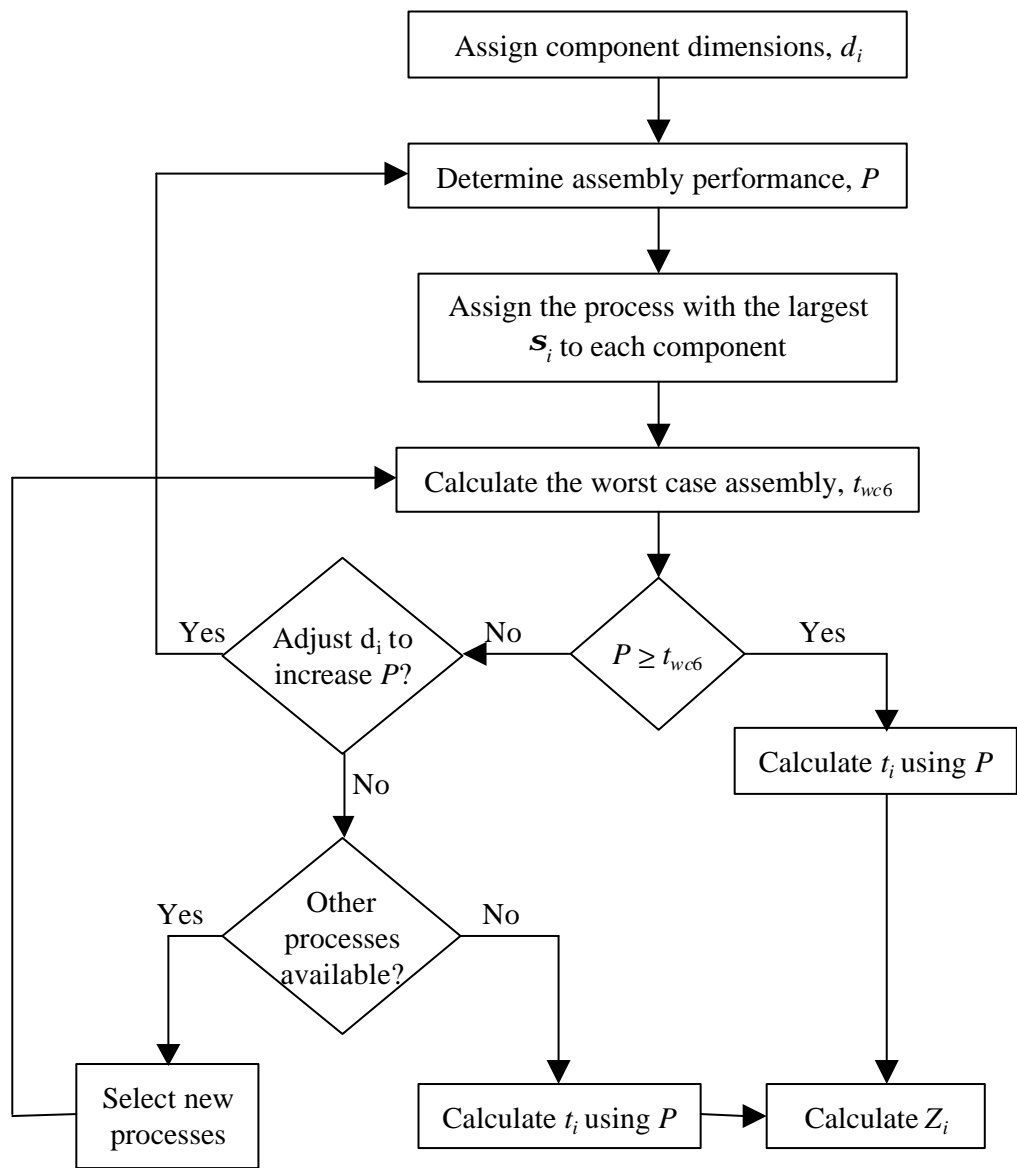 Assign component dimensions, d_i
Determine assembly performance, P
Assign the process with the largest
s_i to each component
Calculate the worst case assembly, t_wc6
Yes
Adjust d_i to
increase P?
No
P ≥ t_wc6
Yes
Calculate t_i using P
No
Yes
Other
processes
available?
No
Select new
processes
Calculate t_i using P
Calculate Z_i